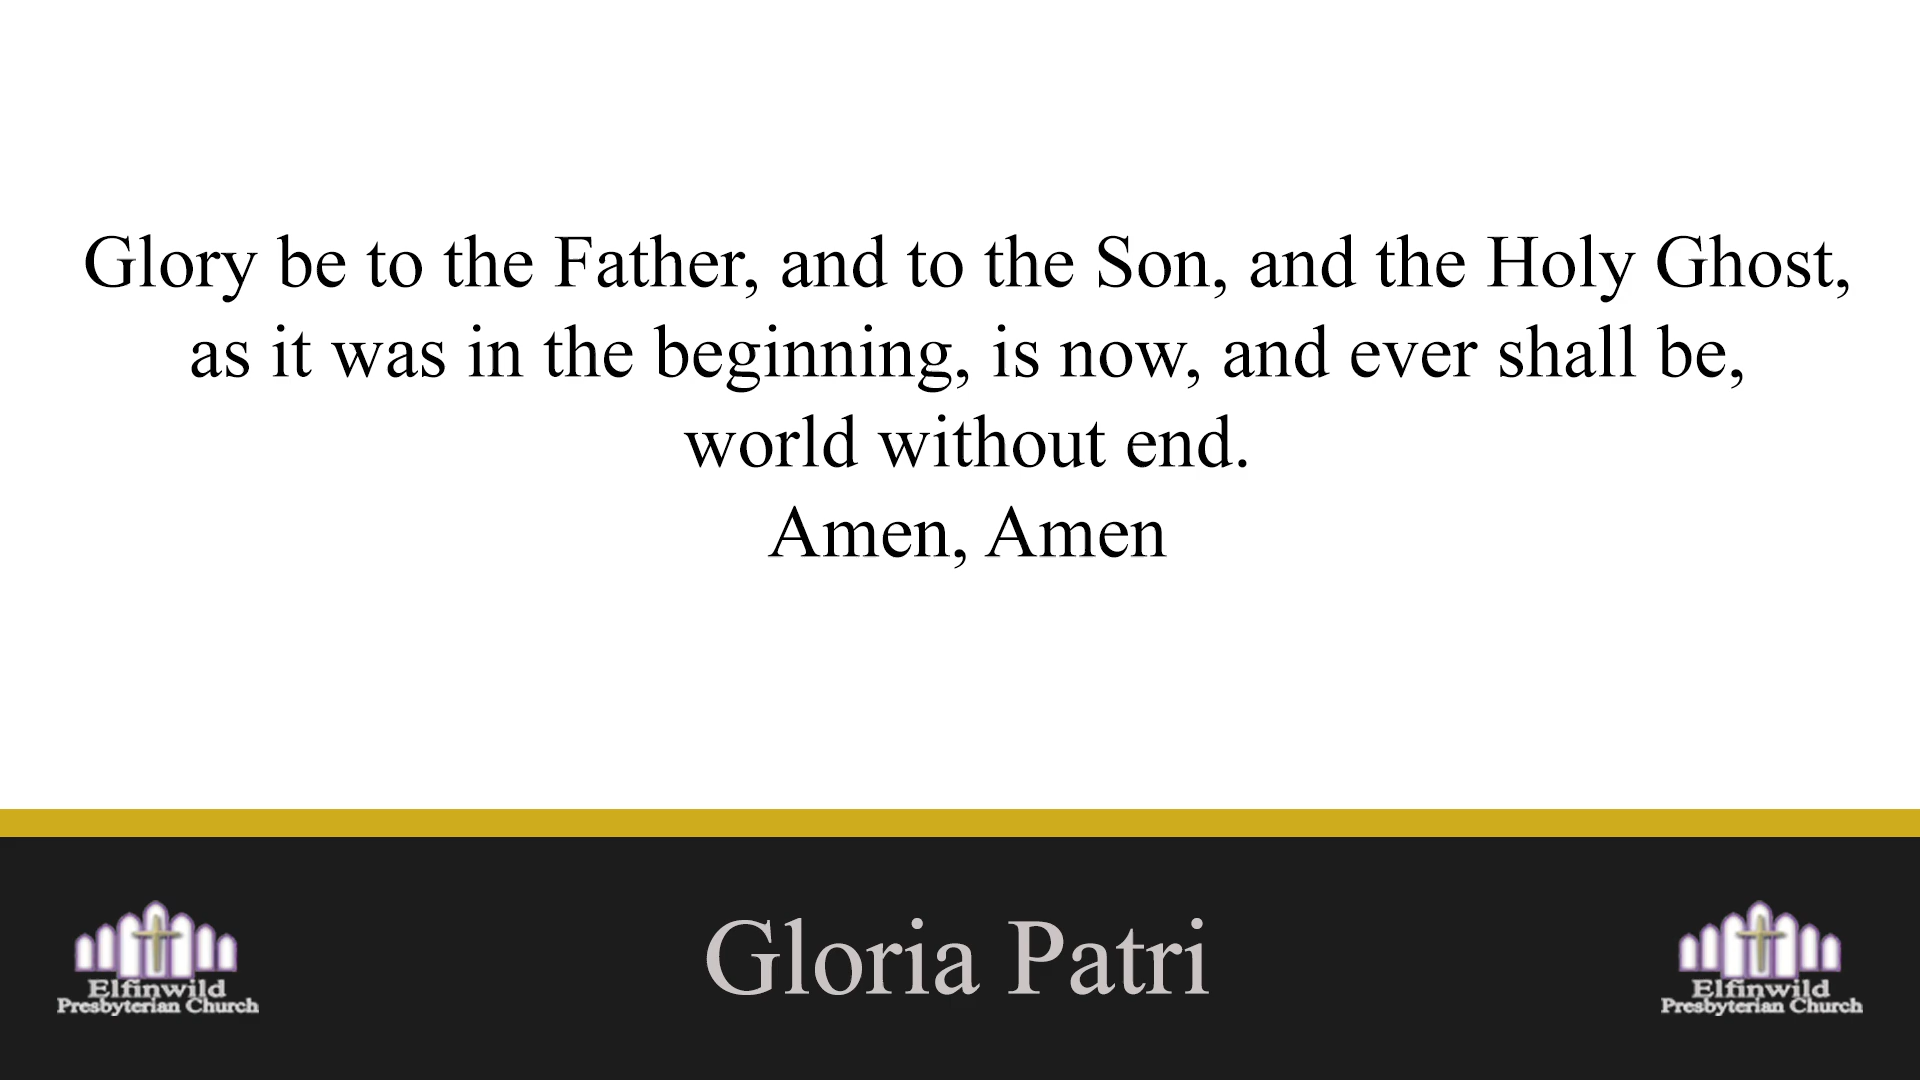 Glory be to the Father, and to the Son, and the Holy Ghost,
as it was in the beginning, is now, and ever shall be,
world without end.
Amen, Amen
Elfinwild
Presbyterian Church
Gloria Patri
Elfinwild
Presbyterian Church